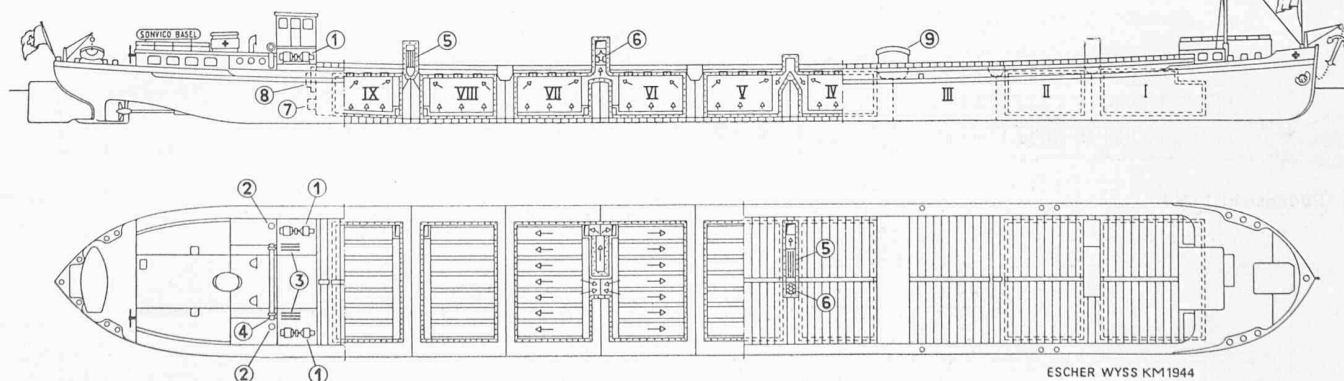 SONVICO BASEL
1 5 6 9
8 7
IX VIII VII VI V IV III II I
2 1
3
4
5
6
2 1
ESCHER WYSS KM1944